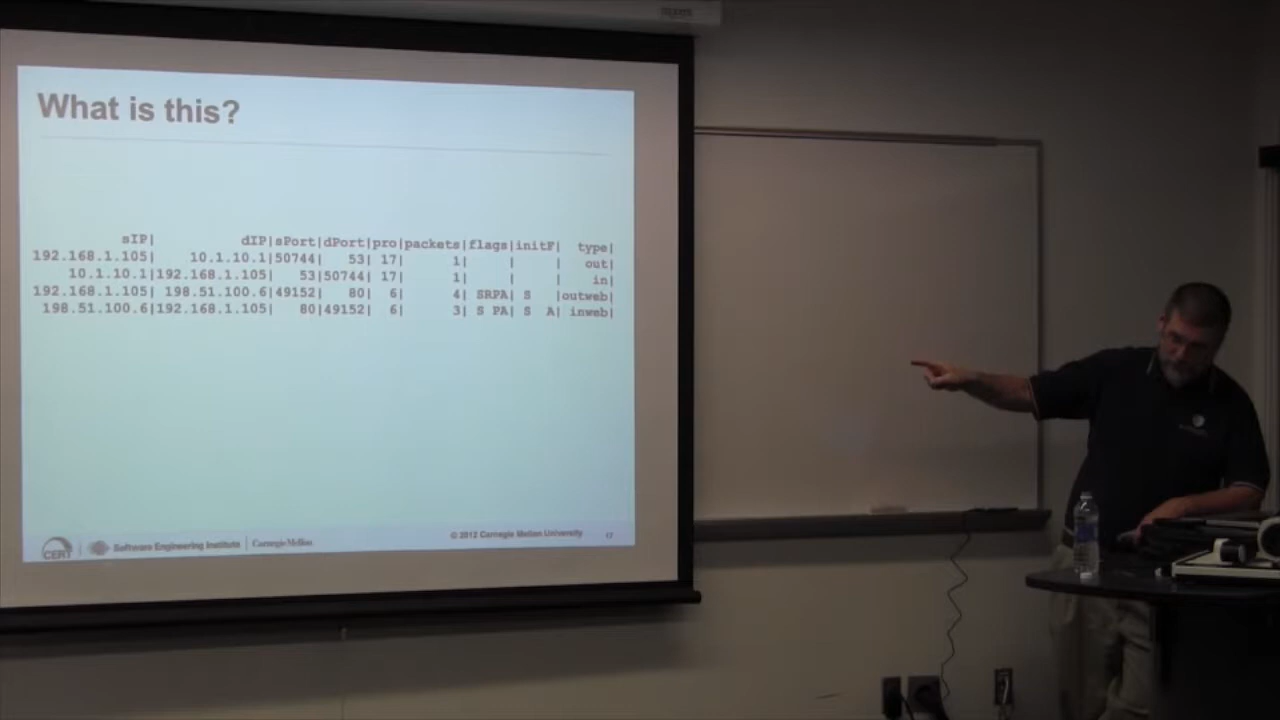 What is this?
sIP| dIP|sPort|dPort|pro|packets|flags|initF| type|
192.168.1.105| 10.1.10.1|50744| 53| 17| 1| | | out|
10.1.10.1|192.168.1.105| 53|50744| 17| 1| | | in|
192.168.1.105| 198.51.100.6|49152| 80| 6| 4| SRPA| S |outweb|
198.51.100.6|192.168.1.105| 80|49152| 6| 3| S PA| S A| inweb|
CERT | Software Engineering Institute | CarnegieMellon © 2012 Carnegie Mellon University 17